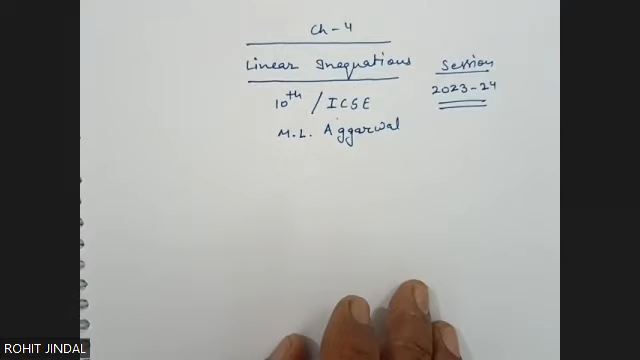 Ch-4
Linear Inequations
10th / ICSE
M.L. Aggarwal
Session
2023-24
ROHIT JINDAL